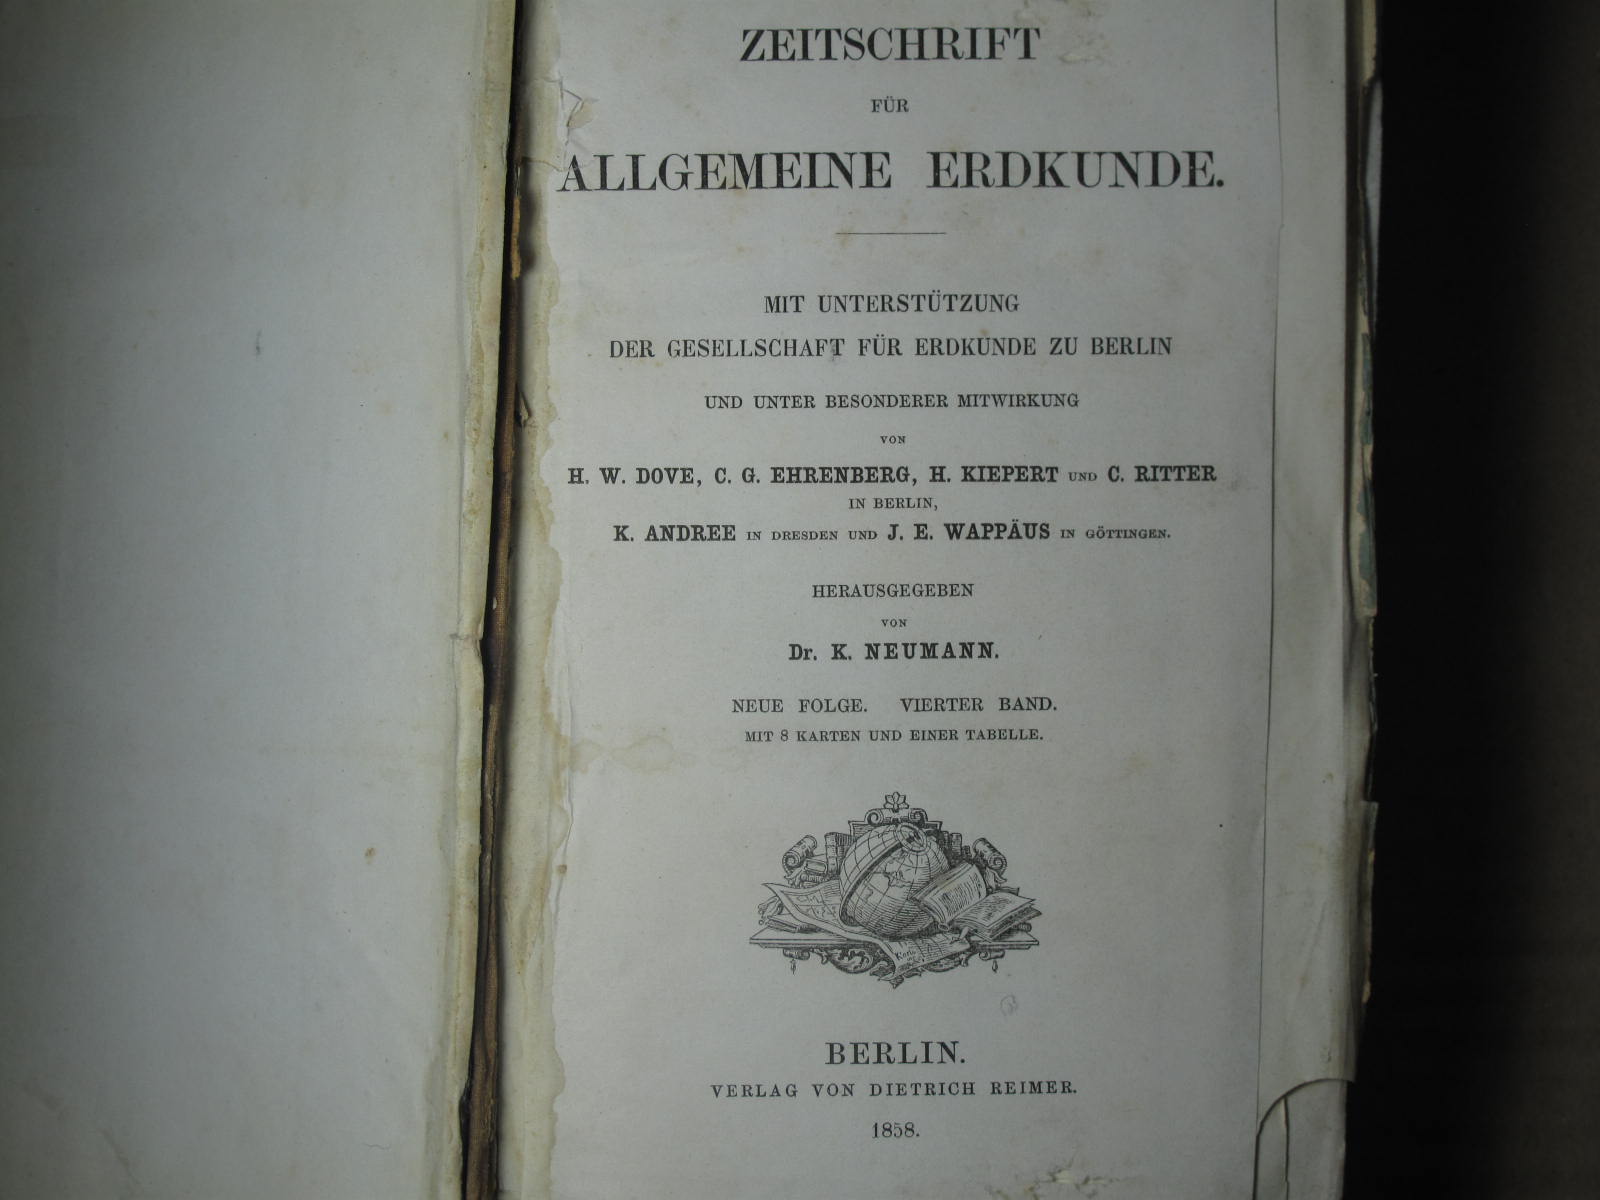 ZEITSCHRIFT
FÜR
ALLGEMEINE ERDKUNDE.
MIT UNTERSTÜTZUNG
DER GESELLSCHAFT FÜR ERDKUNDE ZU BERLIN
UND UNTER BESONDERER MITWIRKUNG
VON
H. W. DOVE, C. G. EHRENBERG, H. KIEPERT UND C. RITTER
IN BERLIN,
K. ANDREE IN DRESDEN UND J. E. WAPPÄUS IN GÖTTINGEN.
HERAUSGEGEBEN
VON
Dr. K. NEUMANN.
NEUE FOLGE. VIERTER BAND.
MIT 8 KARTEN UND EINER TABELLE.
BERLIN.
VERLAG VON DIETRICH REIMER.
1858.